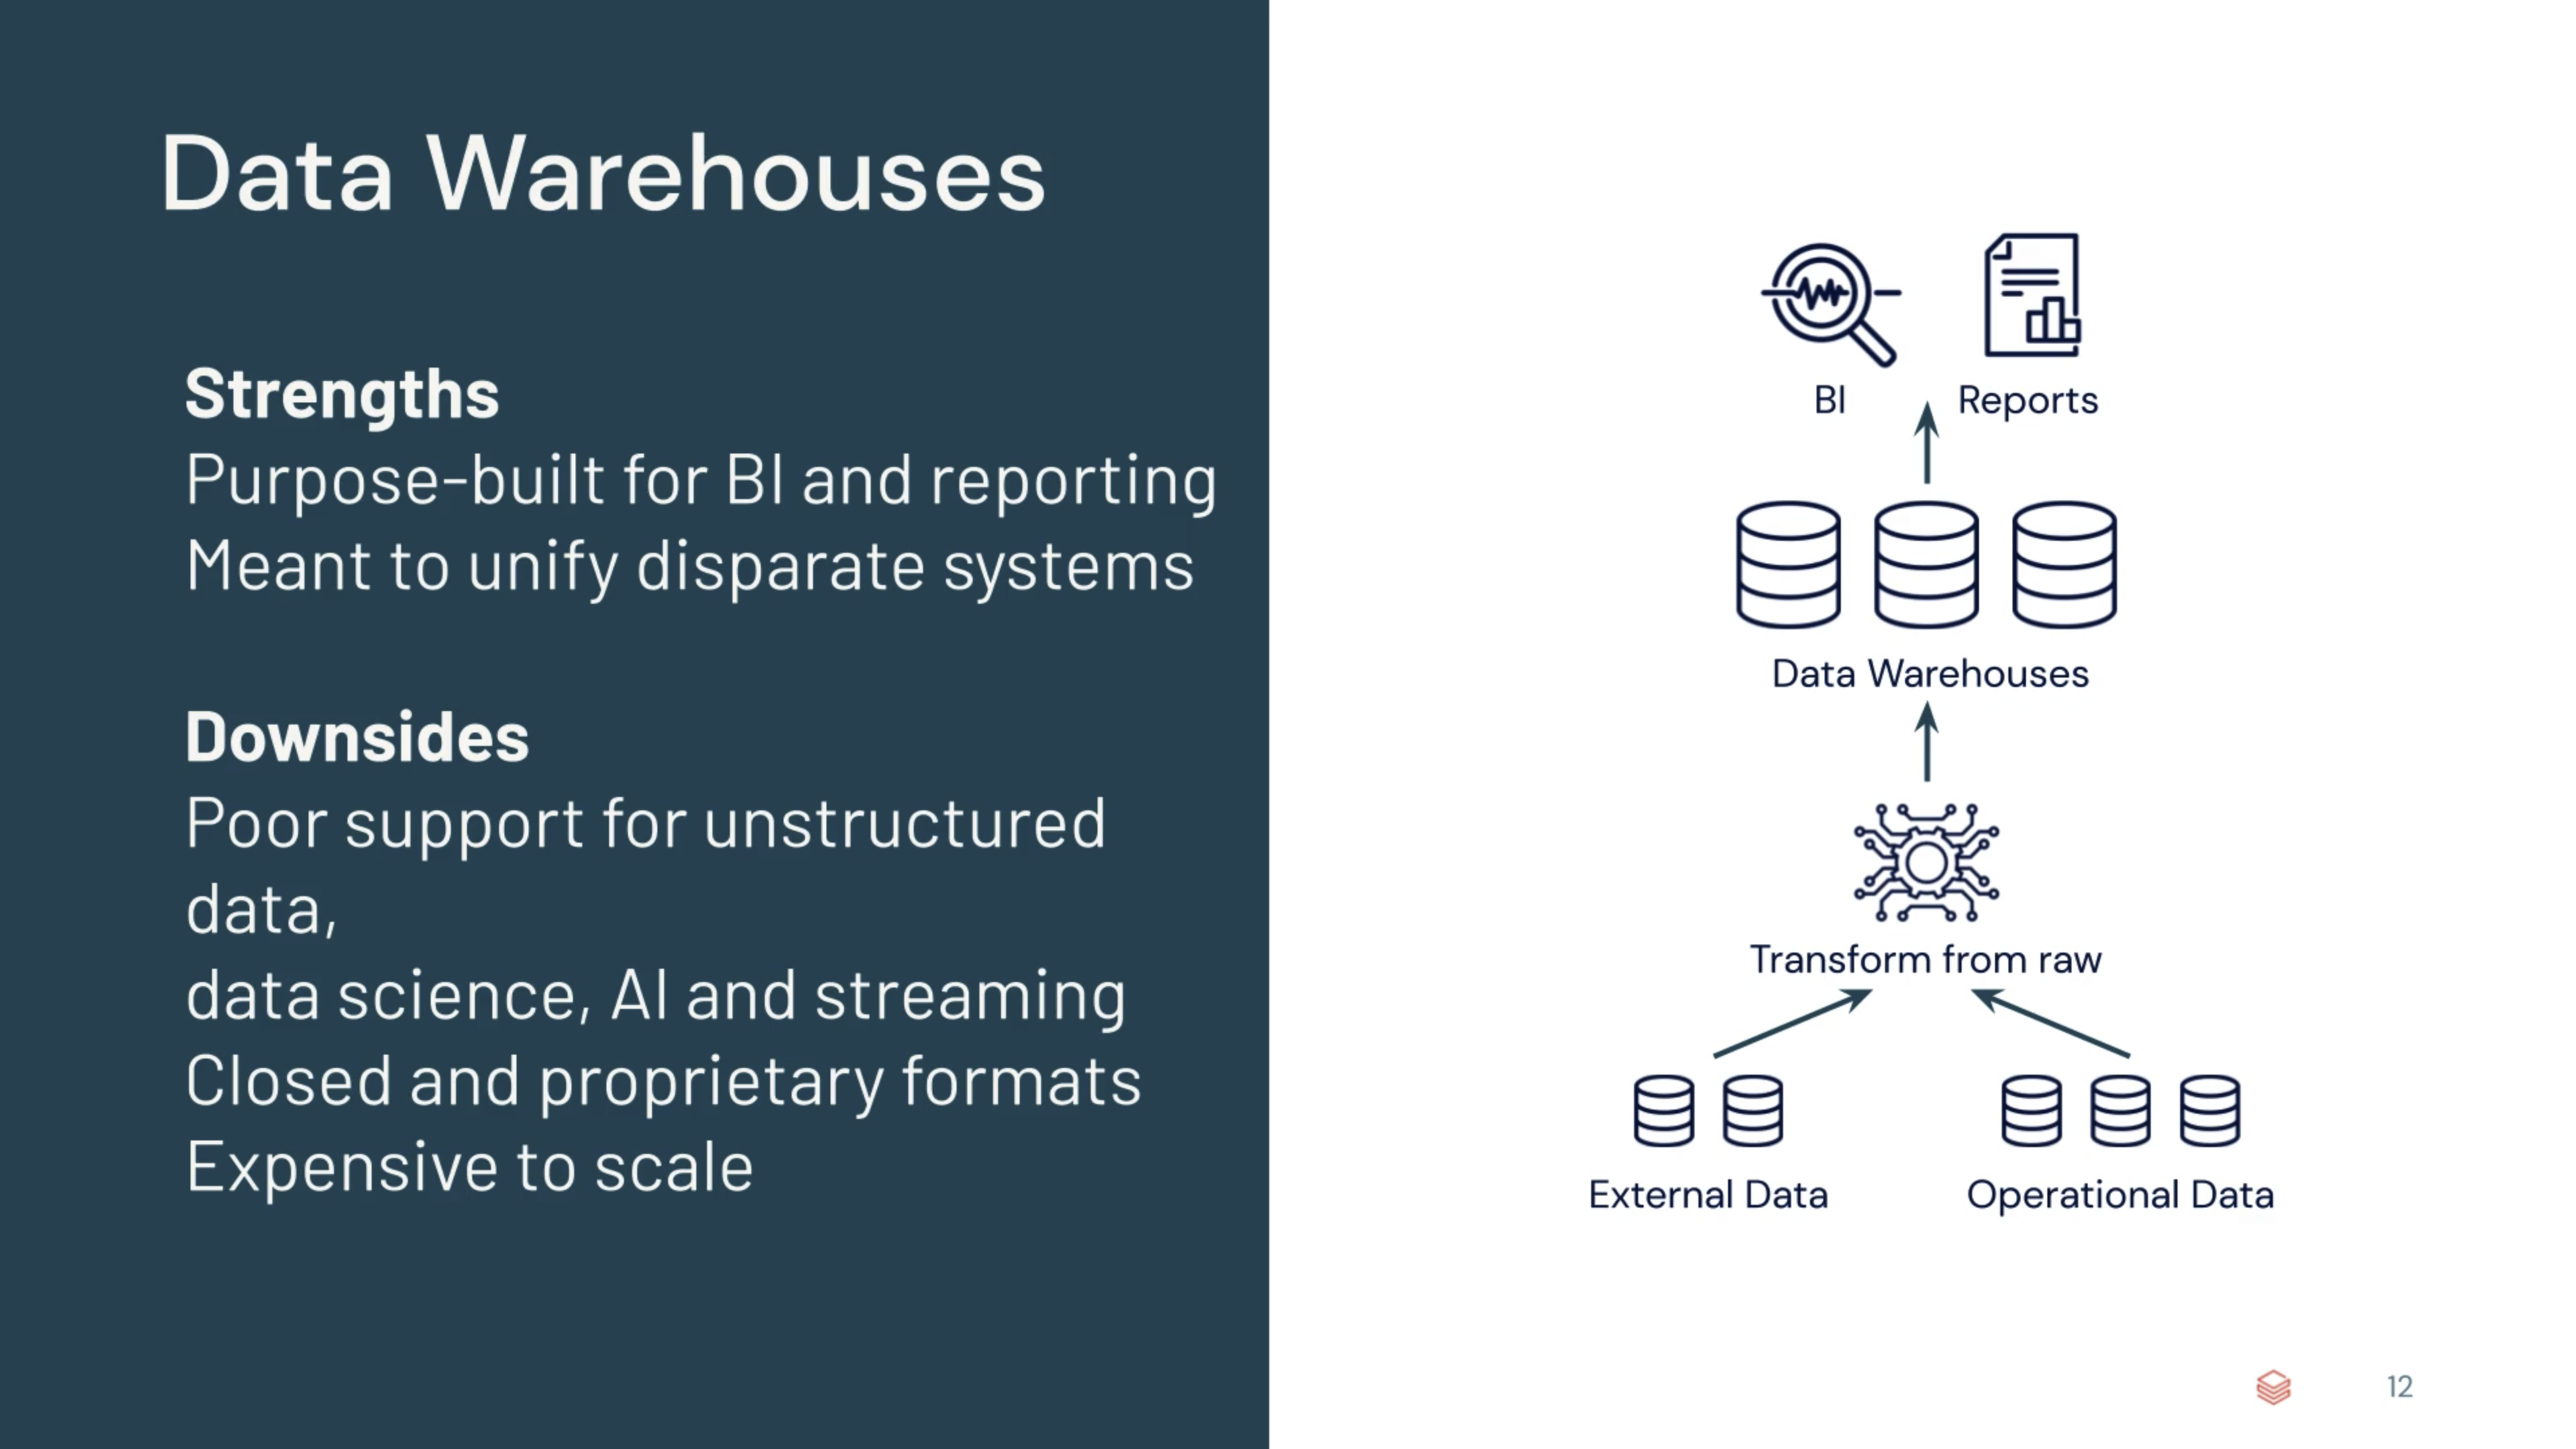 Data Warehouses
Strengths
Purpose-built for BI and reporting
Meant to unify disparate systems
Downsides
Poor support for unstructured
data,
data science, AI and streaming
Closed and proprietary formats
Expensive to scale
BI
Reports
Data Warehouses
Transform from raw
External Data
Operational Data
12